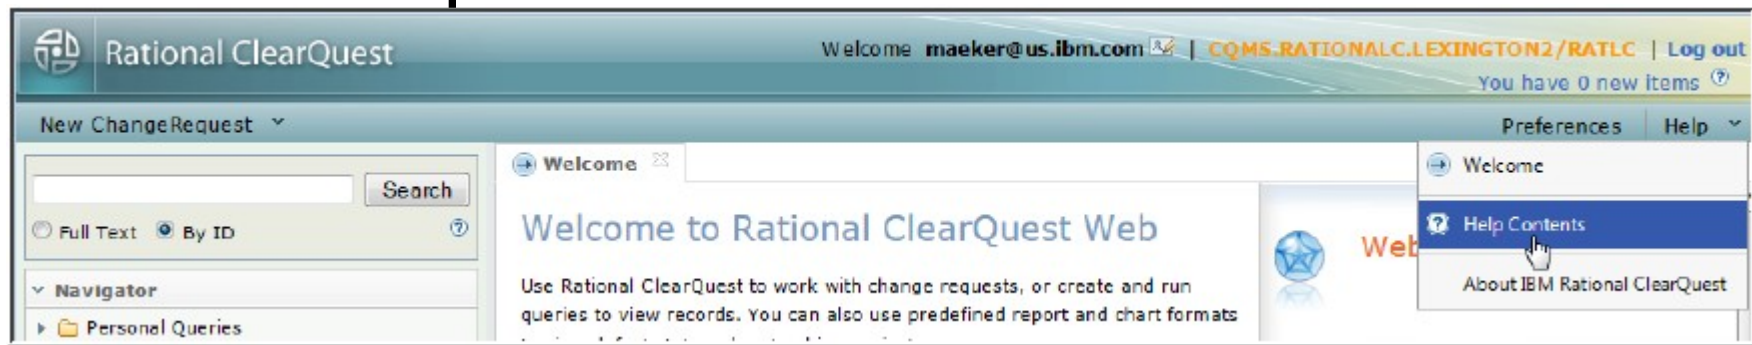 Rational ClearQuest
Welcome maeker@us.ibm.com | CQMS.RATIONALC.LEXINGTON2/RATLC | Log out
You have 0 new items
New ChangeRequest
Preferences
Help
Search
Full Text By ID
Navigator
Personal Queries
Welcome
Welcome to Rational ClearQuest Web
Use Rational ClearQuest to work with change requests, or create and run
queries to view records. You can also use predefined report and chart formats
Web
Welcome
Help Contents
About IBM Rational ClearQuest